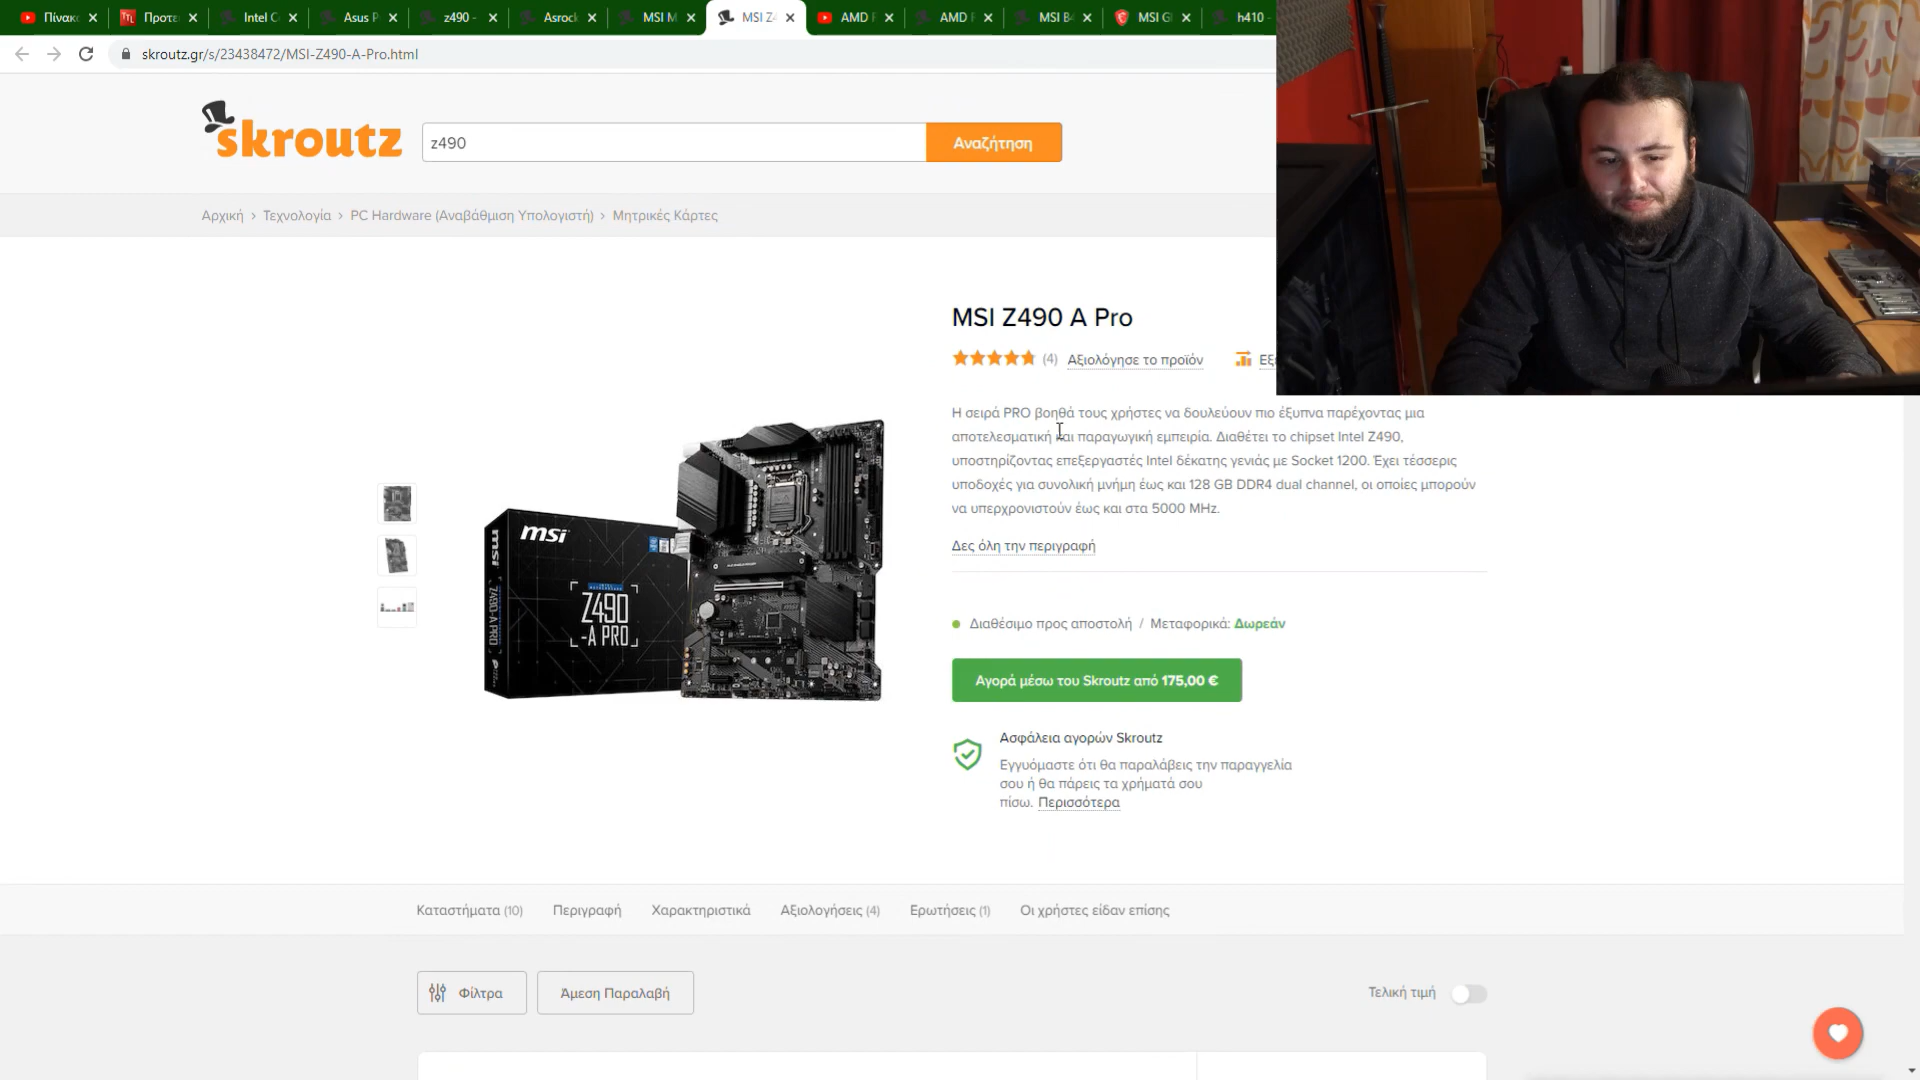 Πίνακ
Προτε
Intel C
Asus P
z490 -
Asrock
MSI M
MSI Z4
AMD F
AMD F
MSI B4
MSI G
h410 -
skroutz.gr/s/23438472/MSI-Z490-A-Pro.html
skroutz
z490
Αναζήτηση
Αρχική › Τεχνολογία › PC Hardware (Αναβάθμιση Υπολογιστή) › Μητρικές Κάρτες
MSI Z490 A Pro
(4) Αξιολόγησε το προϊόν
Εξ
Η σειρά PRO βοηθά τους χρήστες να δουλεύουν πιο έξυπνα παρέχοντας μια
αποτελεσματική και παραγωγική εμπειρία. Διαθέτει το chipset Intel Z490,
υποστηρίζοντας επεξεργαστές Intel δέκατης γενιάς με Socket 1200. Έχει τέσσερις
υποδοχές για συνολική μνήμη έως και 128 GB DDR4 dual channel, οι οποίες μπορούν
να υπερχρονιστούν έως και στα 5000 MHz.
Δες όλη την περιγραφή
msi
msi
Z490
-A PRO
Z490-A PRO
Διαθέσιμο προς αποστολή / Μεταφορικά: Δωρεάν
Αγορά μέσω του Skroutz από 175,00 €
Ασφάλεια αγορών Skroutz
Εγγυόμαστε ότι θα παραλάβεις την παραγγελία
σου ή θα πάρεις τα χρήματά σου
πίσω. Περισσότερα
Καταστήματα (10)
Περιγραφή
Χαρακτηριστικά
Αξιολογήσεις (4)
Ερωτήσεις (1)
Οι χρήστες είδαν επίσης
Φίλτρα
Άμεση Παραλαβή
Τελική τιμή